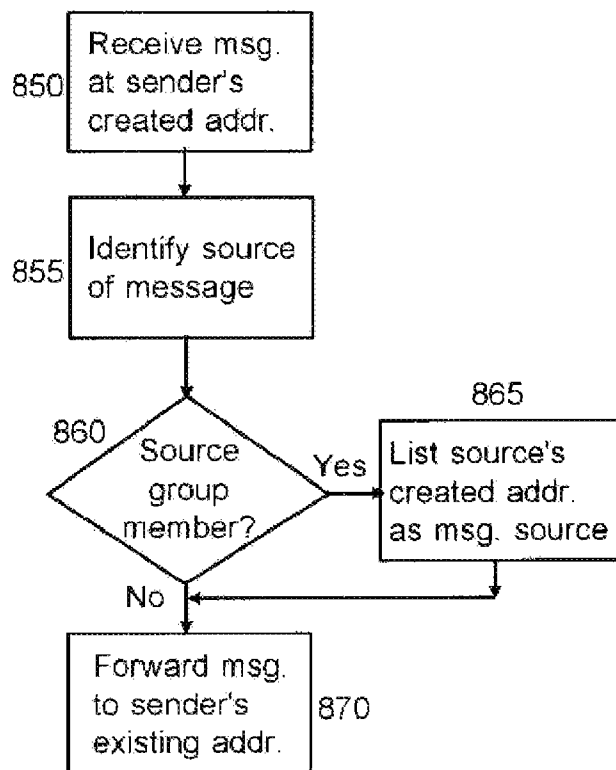 Receive msg.
at sender's
created addr.
850
Identify source
of message
855
860
Source
group
member?
Yes
865
List source's
created addr.
as msg. source
No
Forward msg.
to sender's
existing addr.
870